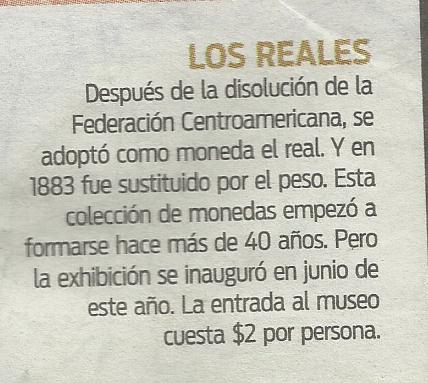 LOS REALES
Después de la disolución de la
Federación Centroamericana, se
adoptó como moneda el real. Y en
1883 fue sustituido por el peso. Esta
colección de monedas empezó a
formarse hace más de 40 años. Pero
la exhibición se inauguró en junio de
este año. La entrada al museo
cuesta $2 por persona.